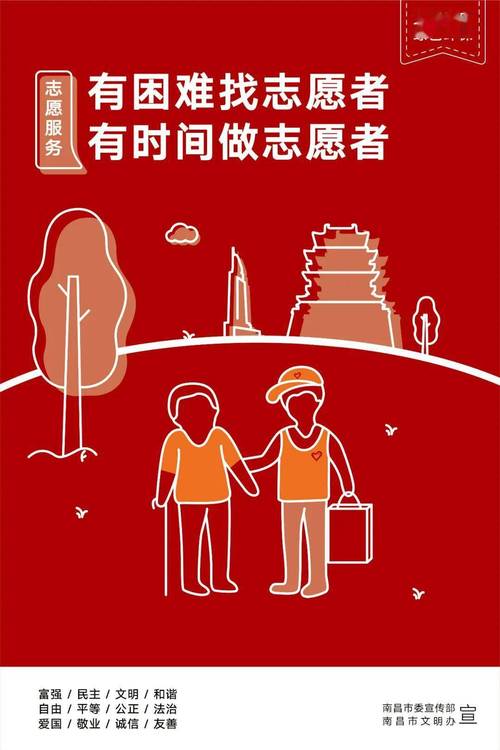 志愿服务
有困难找志愿者
有时间做志愿者
富强 / 民主 / 文明 / 和谐
自由 / 平等 / 公正 / 法治
爱国 / 敬业 / 诚信 / 友善
南昌市委宣传部
南昌市文明办
宣